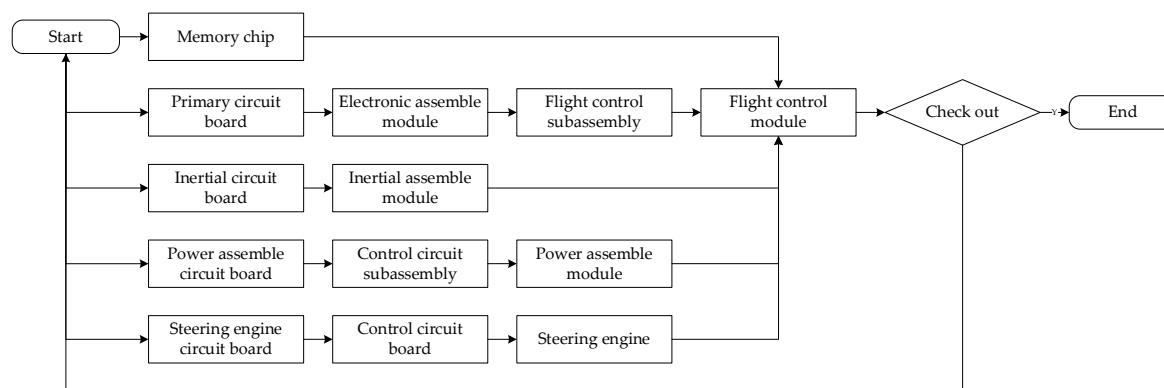 Start
Memory chip
Primary circuit
board
Electronic assemble
module
Flight control
subassembly
Flight control
module
Check out
Y
End
Inertial circuit
board
Inertial assemble
module
Power assemble
circuit board
Control circuit
subassembly
Power assemble
module
Steering engine
circuit board
Control circuit
board
Steering engine